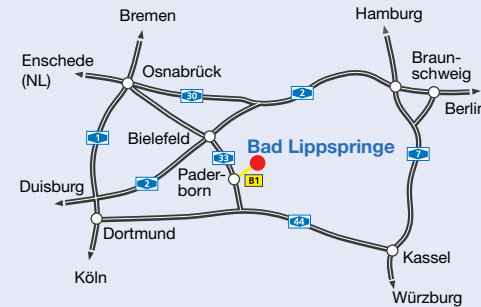 Bremen
Hamburg
Enschede
(NL)
Osnabrück
Braun-
schweig
30
2
Berlin
1
Bielefeld
33
Bad Lippspringe
7
Pader-
born
B1
Duisburg
2
44
Dortmund
Kassel
Köln
Würzburg